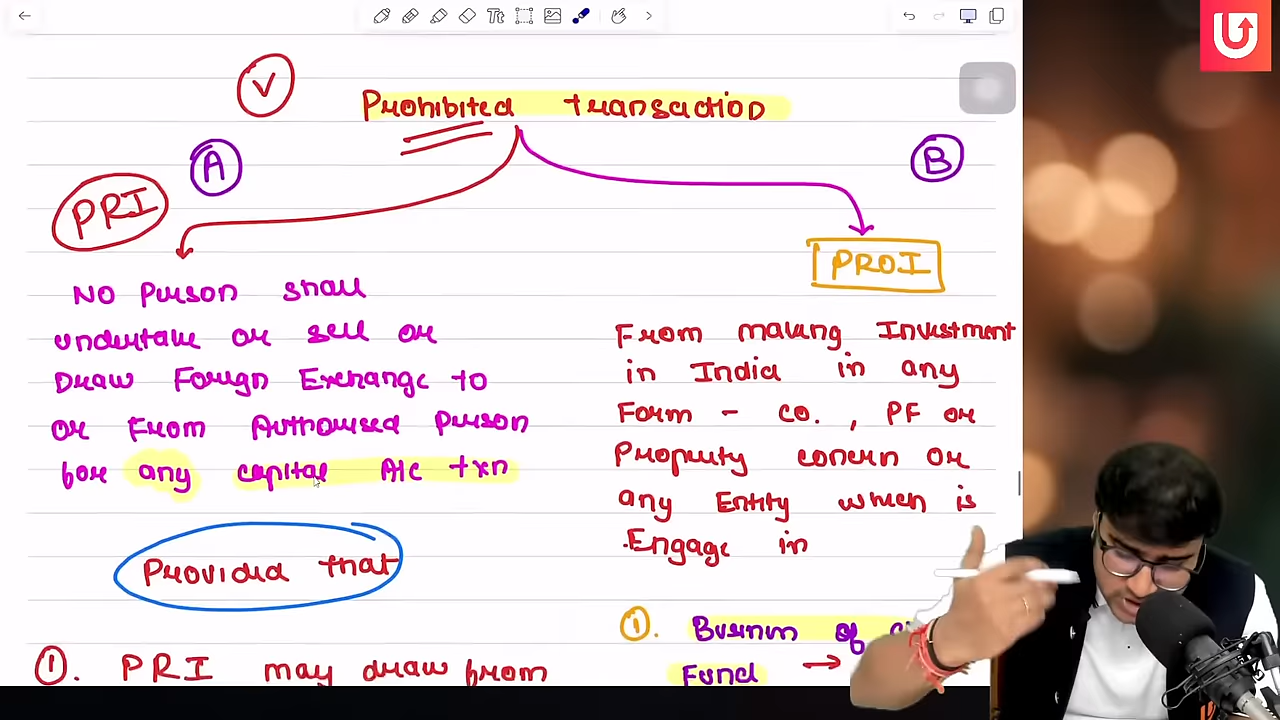 V
Prohibited transaction
A
B
PRI
PROI
No Person shall
undertake or sell or
Draw Foreign Exchange to
or From Authorised Person
for any capital A/c txn
Provided that
1. PRI may draw from
From making Investment
in India in any
Form - co., PF or
Property concern or
any Entity which is
Engage in
1. of
Fund →